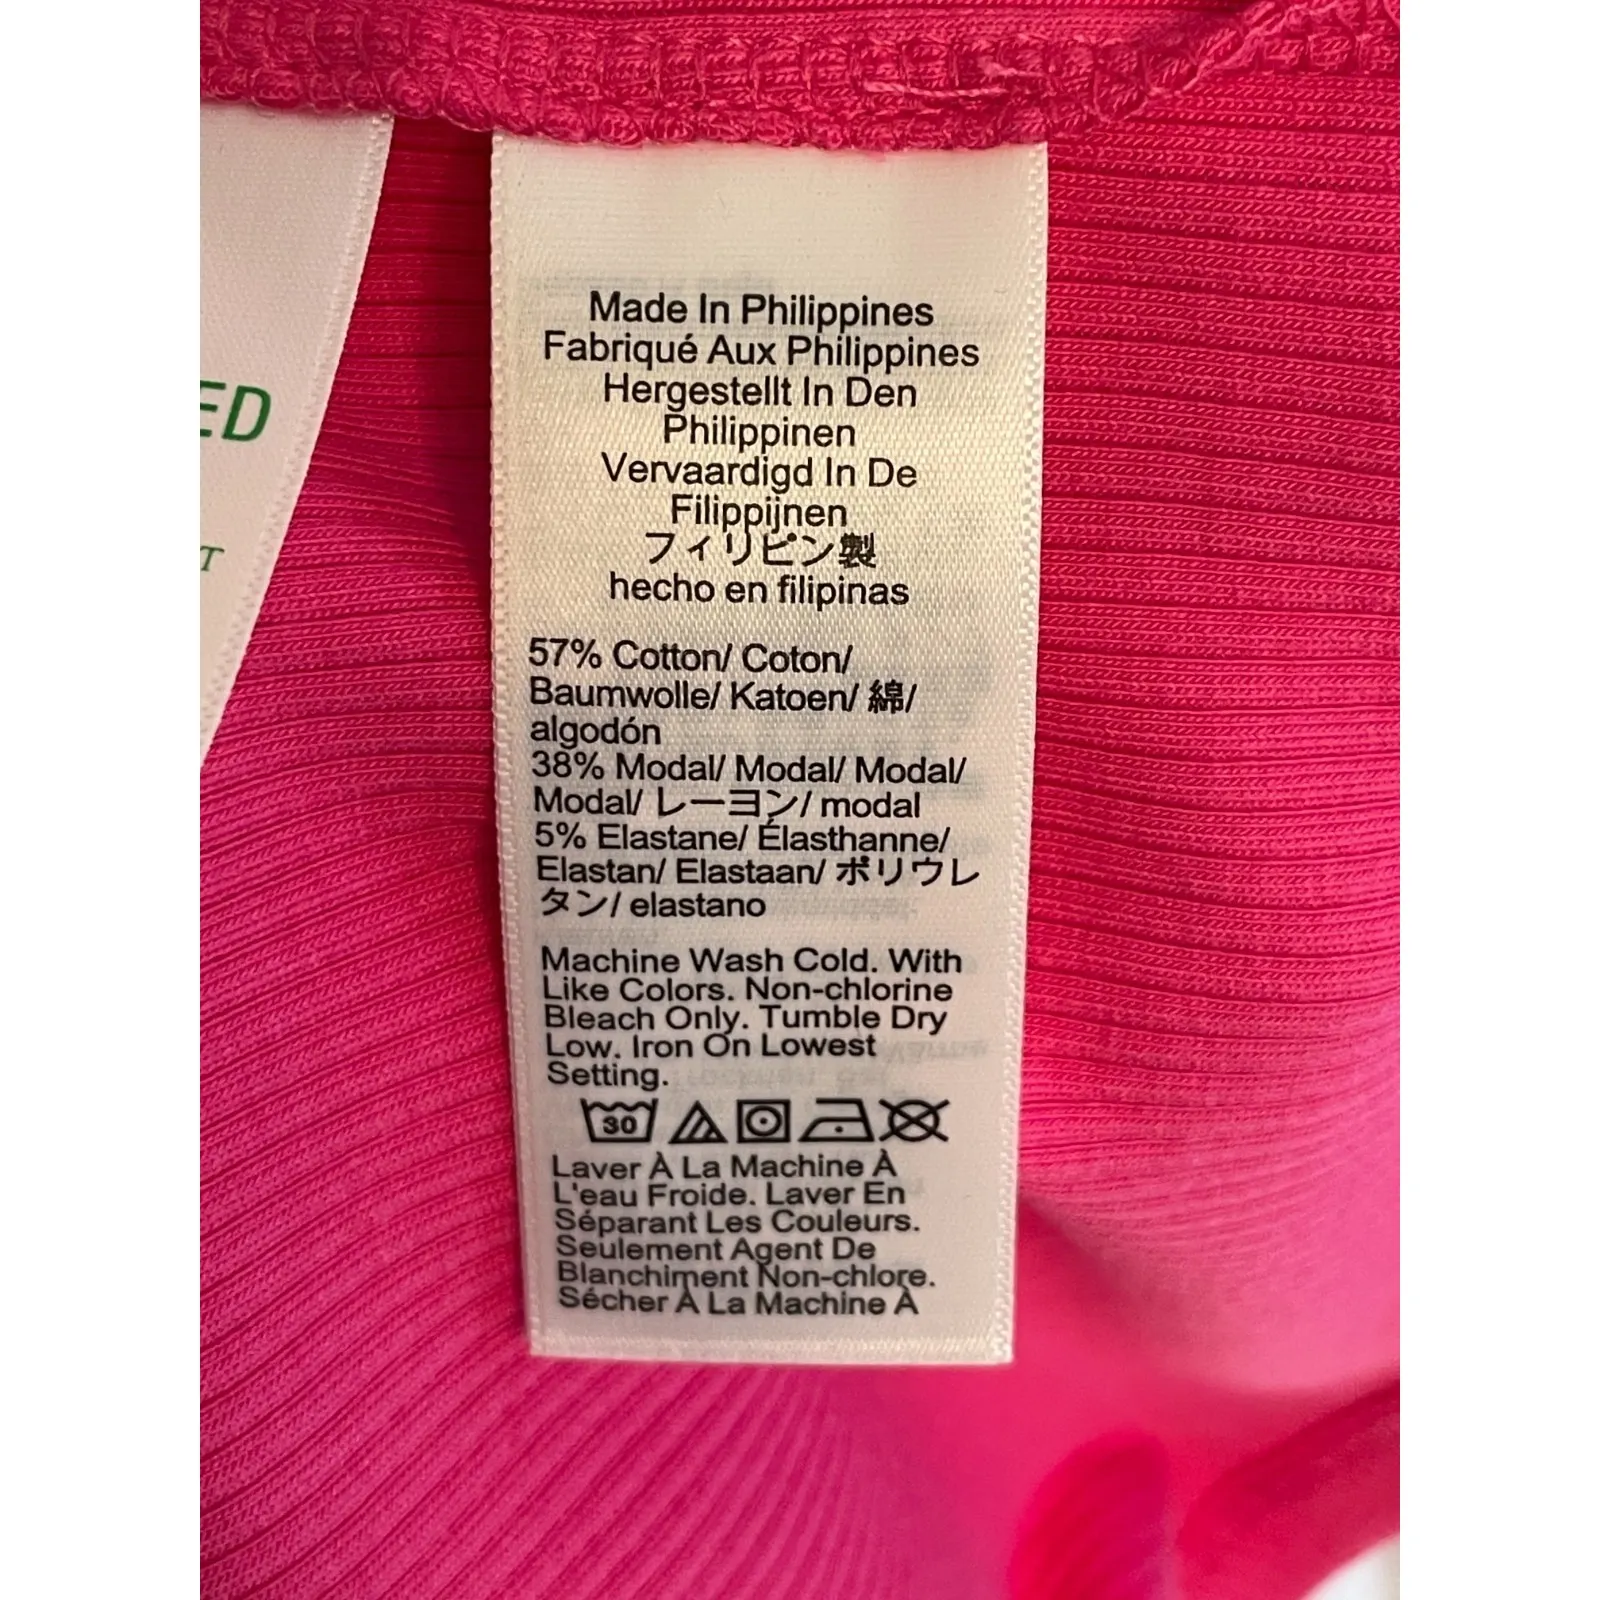 ED
T
Made In Philippines
Fabriqué Aux Philippines
Hergestellt In Den
Philippinen
Vervaardigd In De
Filippijnen
フィリピン製
hecho en filipinas
57% Cotton/ Coton/
Baumwolle/ Katoen/ 綿/
algodón
38% Modal/ Modal/ Modal/
Modal/ レーヨン/ modal
5% Elastane/ Élasthanne/
Elastan/ Elastaan/ ポリウレ
タン/ elastano
Machine Wash Cold. With
Like Colors. Non-chlorine
Bleach Only. Tumble Dry
Low. Iron On Lowest
Setting.
30
Laver À La Machine À
L'eau Froide. Laver En
Séparant Les Couleurs.
Seulement Agent De
Blanchiment Non-chlore.
Sécher À La Machine À